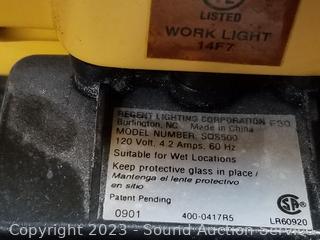 LISTED
WORK LIGHT
14F7
REGENT LIGHTING CORPORATION
Burlington, NC. Made in China
MODEL NUMBER: SQS500
120 Volt, 4.2 Amps, 60 Hz
Suitable for Wet Locations
Keep protective glass in place /
Mantenga el lente protectivo
en sitio
Patent Pending
0901 400-0417R5 LR60920
Copyright 2023 - Sound Auction Service